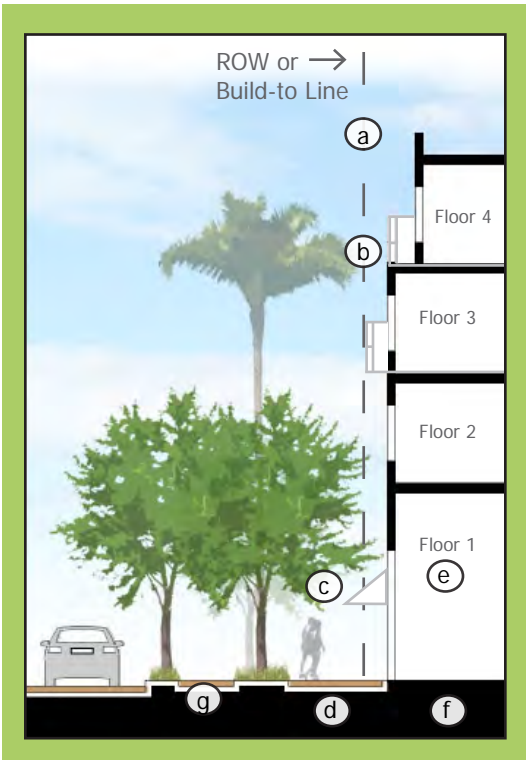 ROW or →
Build-to Line
a
Floor 4
b
Floor 3
Floor 2
Floor 1
c
e
g
d
f